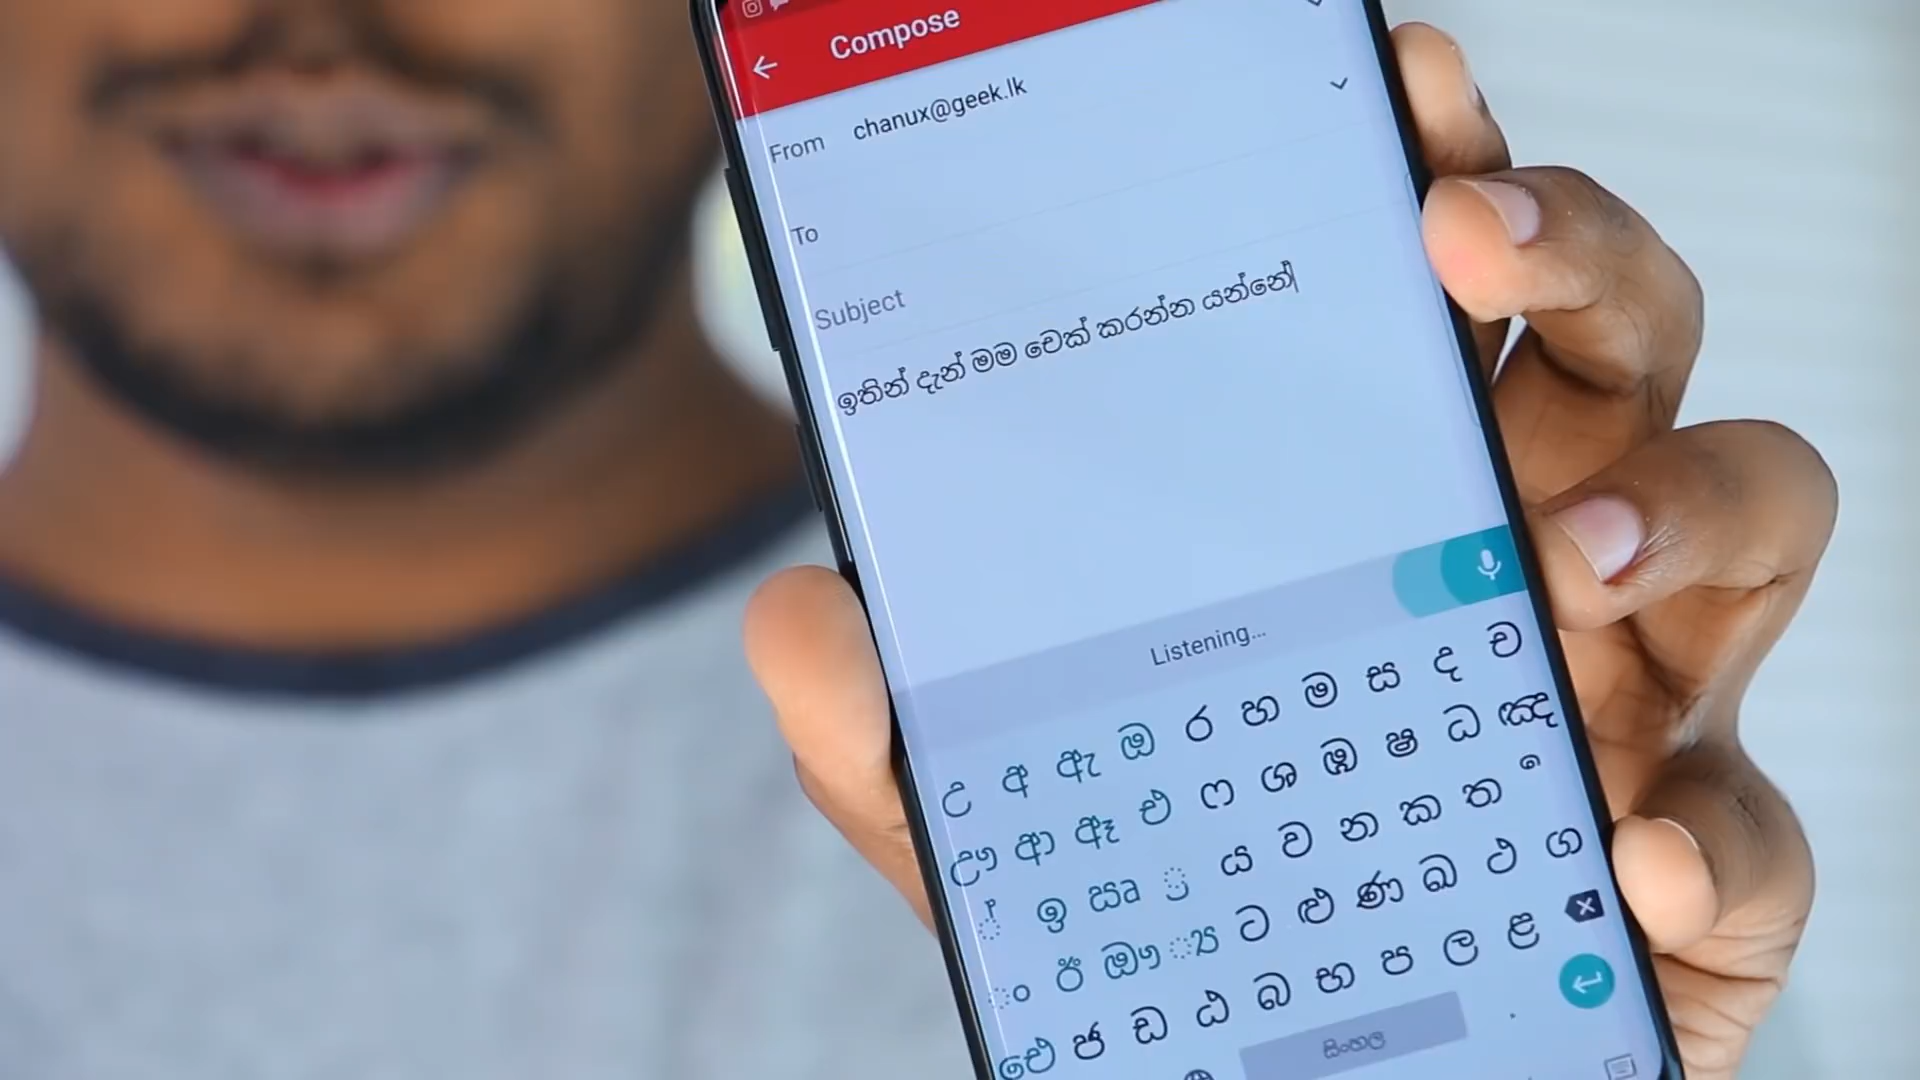 Compose
From chanux@geek.lk
To
Subject
ඉතින් දැන් මම චෙක් කරන්න යන්නේ
Listening...
උ අ ඇ ඔ ර හ ම ස ද ච
ඌ ආ ඈ එ ෆ ශ ඹ ෂ ධ ඤ
ඉ ඍ ය ව න ක ත
ං ඊ ඖ ට ළු ණ ඛ ථ ග
ඓ ජ ඩ ඨ බ භ ප ල ළ
සිංහල